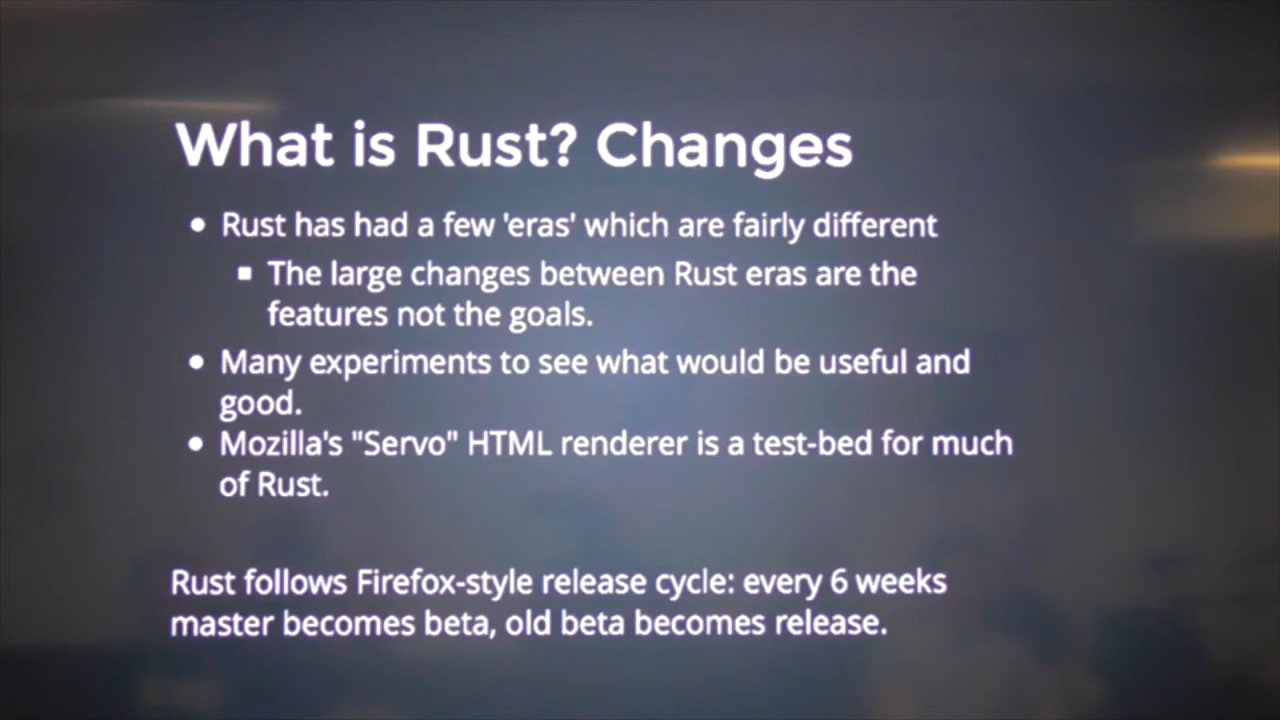 What is Rust? Changes
• Rust has had a few 'eras' which are fairly different
▪ The large changes between Rust eras are the
features not the goals.
• Many experiments to see what would be useful and
good.
• Mozilla's "Servo" HTML renderer is a test-bed for much
of Rust.
Rust follows Firefox-style release cycle: every 6 weeks
master becomes beta, old beta becomes release.